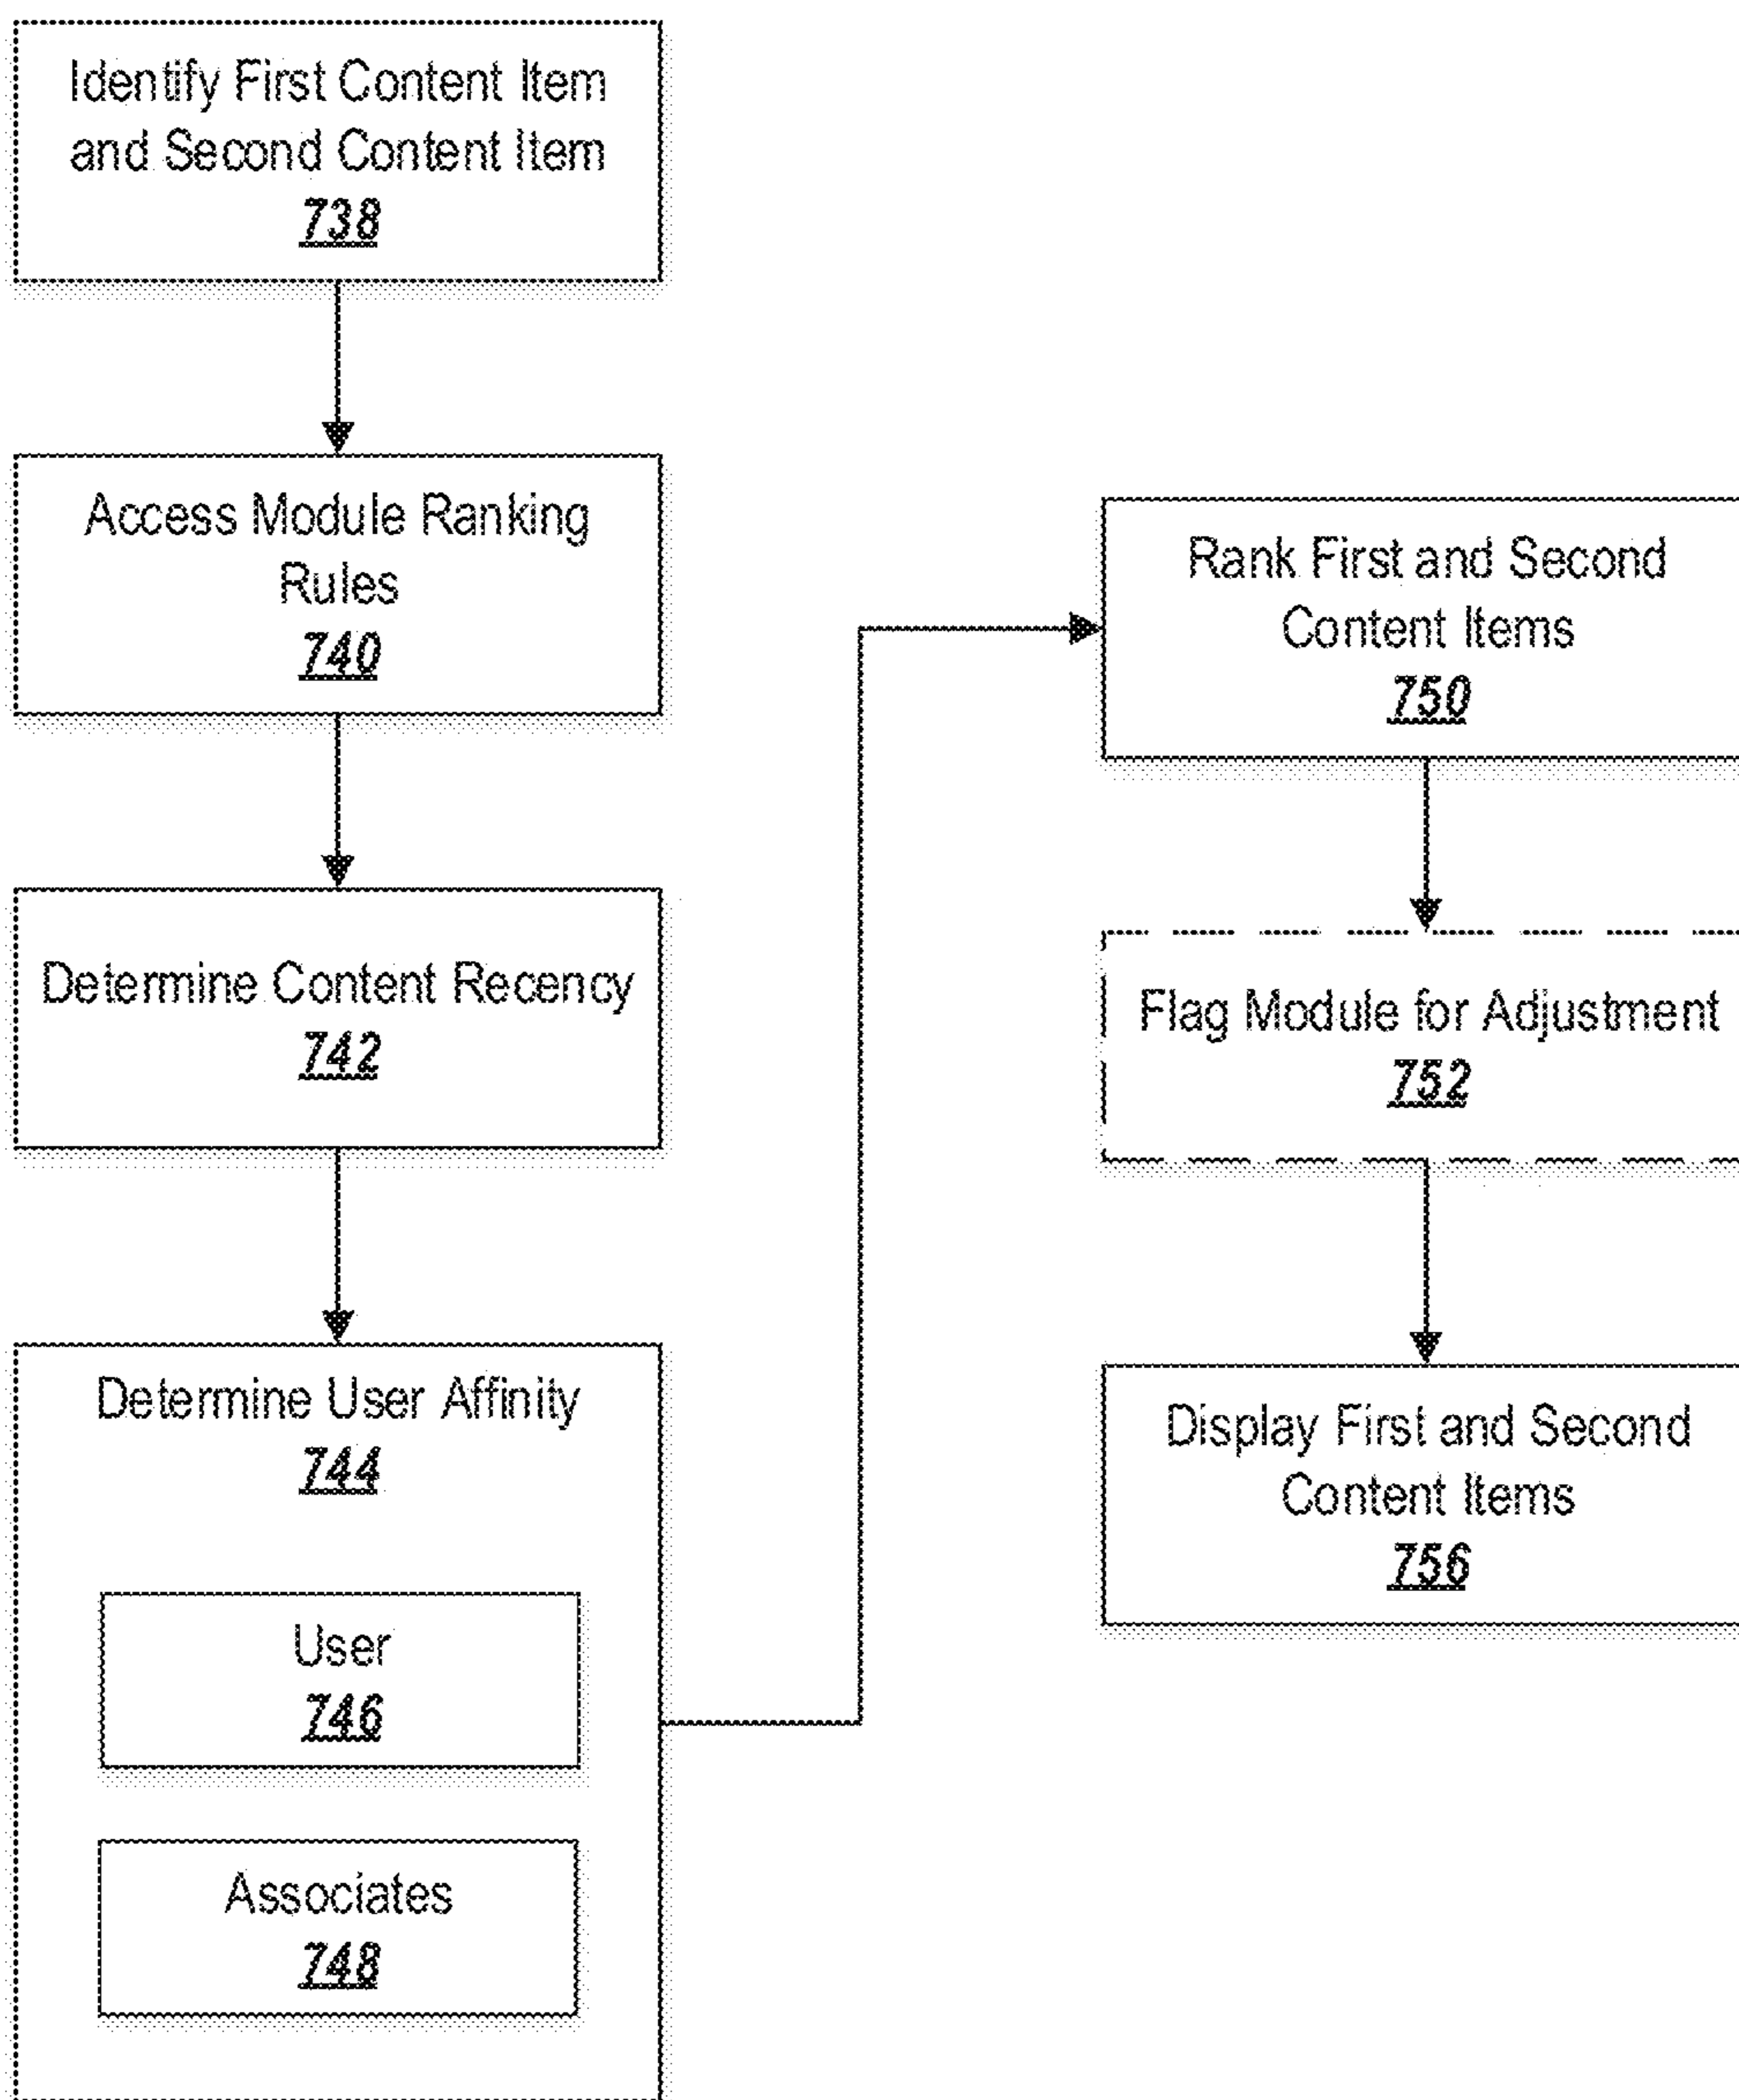 Identify First Content Item
and Second Content Item
738
Access Module Ranking
Rules
740
Determine Content Recency
742
Determine User Affinity
744
User
746
Associates
748
Rank First and Second
Content Items
750
Flag Module for Adjustment
752
Display First and Second
Content Items
756